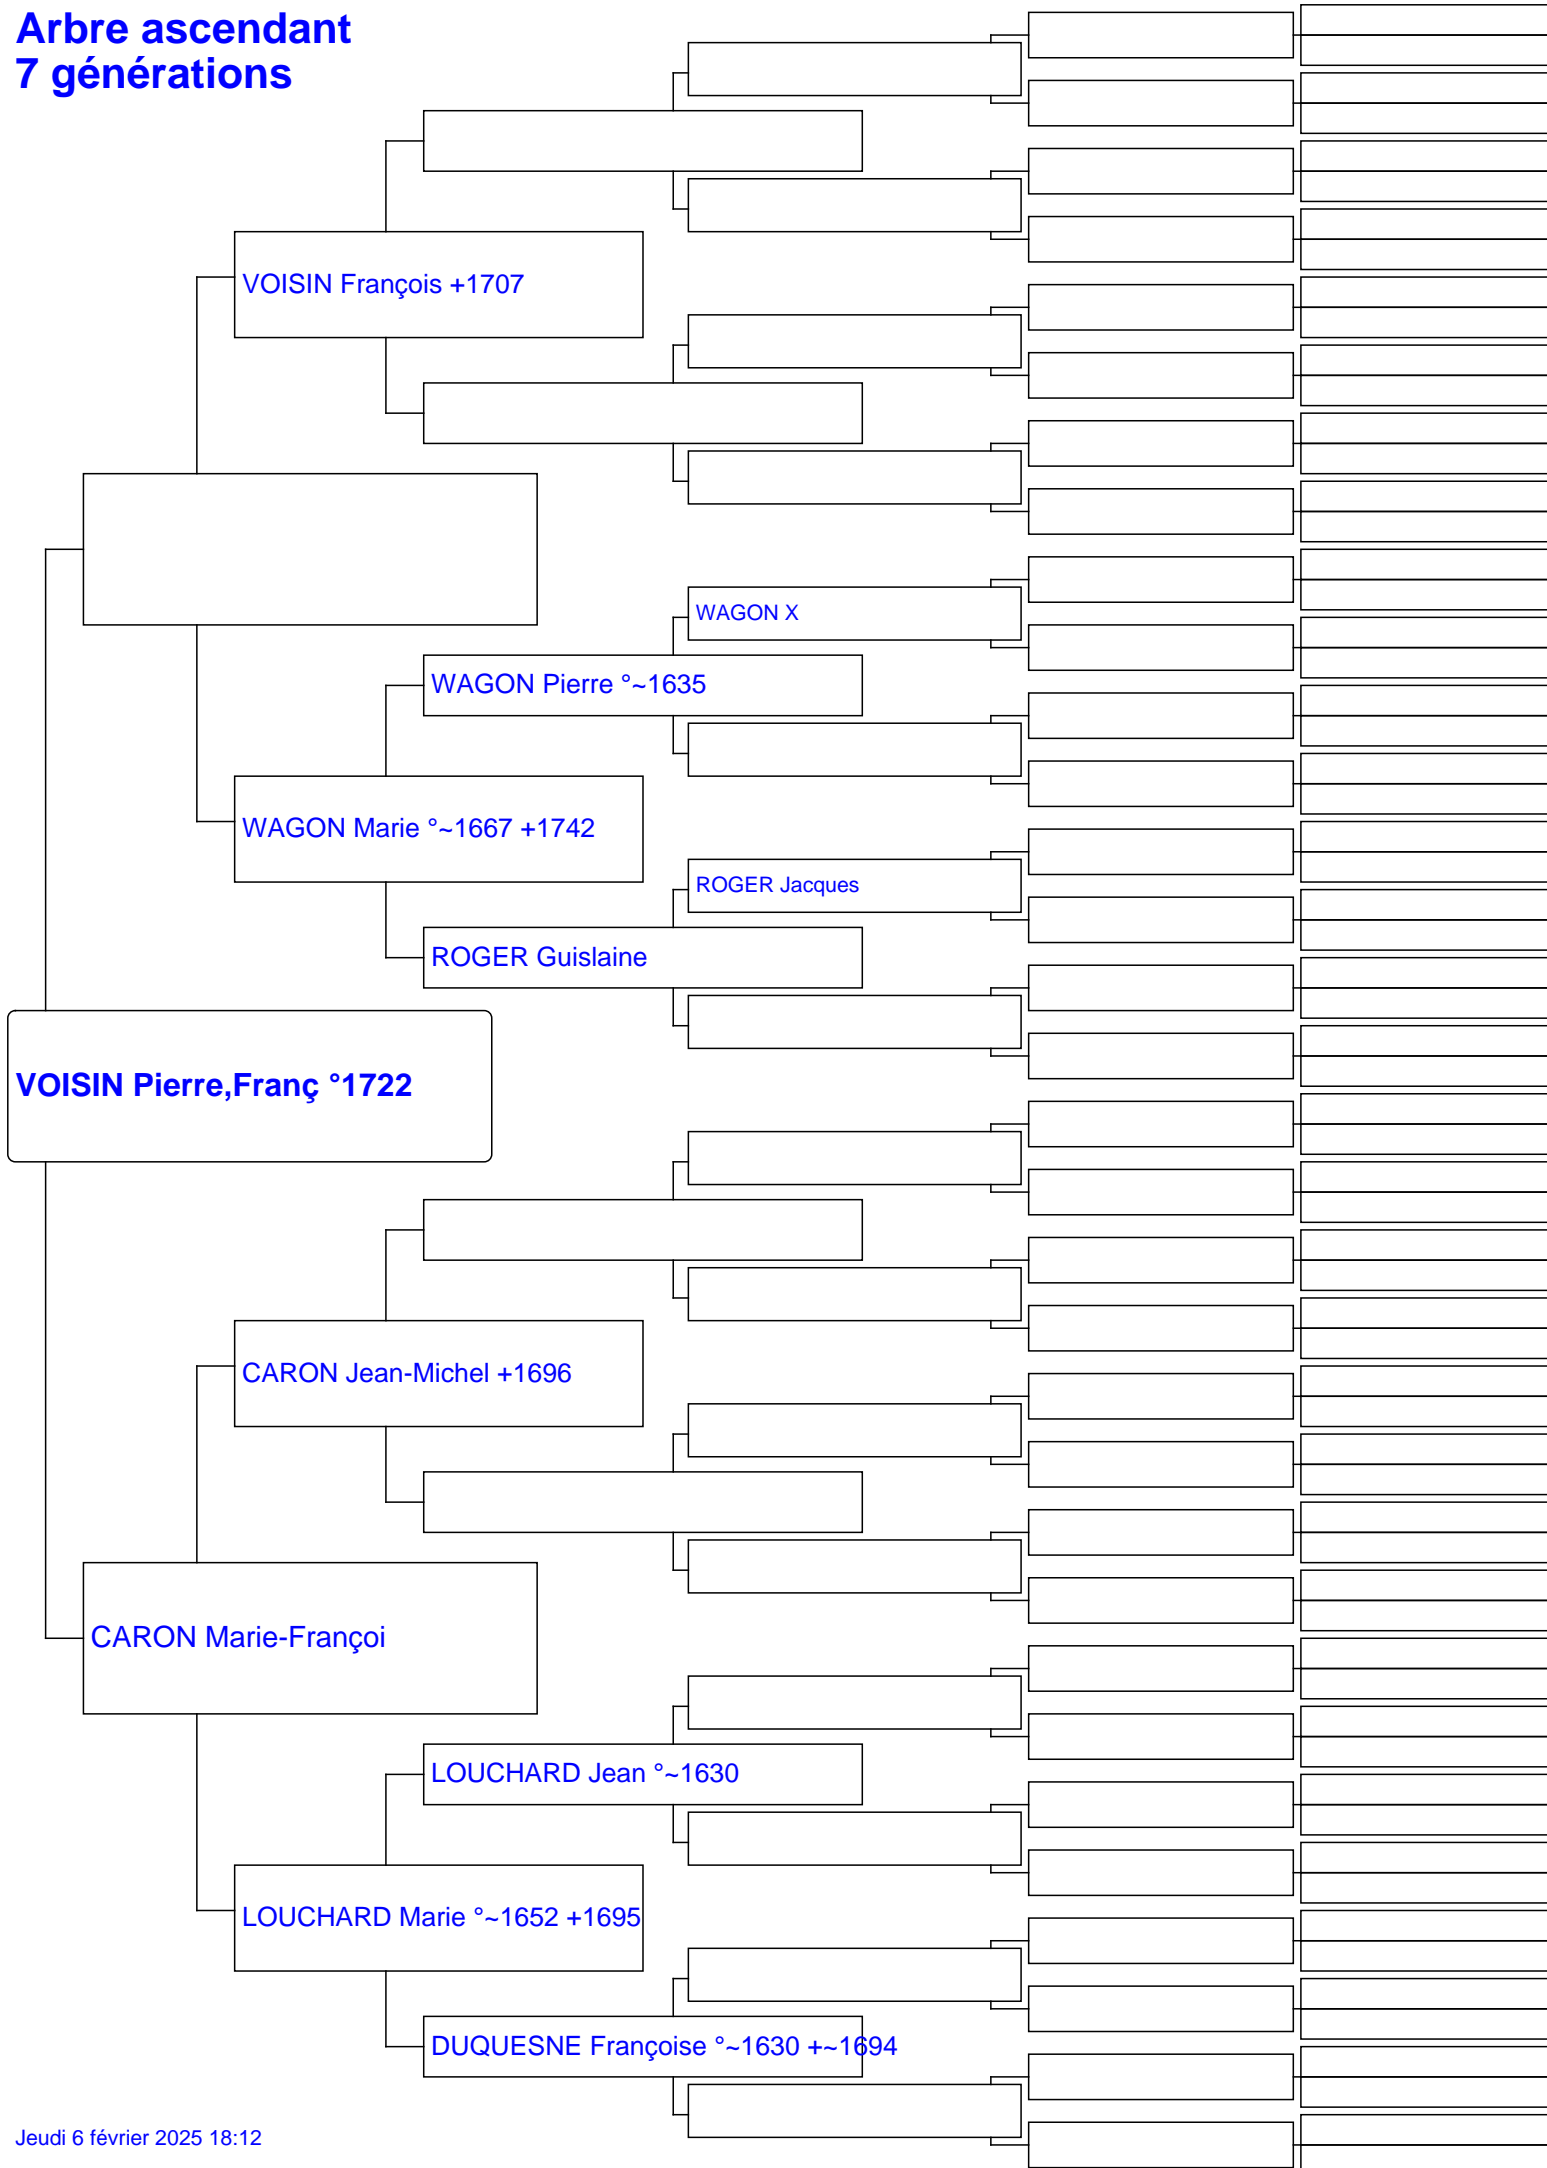 Arbre ascendant
7 générations
VOISIN François +1707
WAGON X
WAGON Pierre °~1635
WAGON Marie °~1667 +1742
ROGER Jacques
ROGER Guislaine
VOISIN Pierre,Franç °1722
CARON Jean-Michel +1696
CARON Marie-Françoi
LOUCHARD Jean °~1630
LOUCHARD Marie °~1652 +1695
DUQUESNE Françoise °~1630 +~1694
Jeudi 6 février 2025 18:12